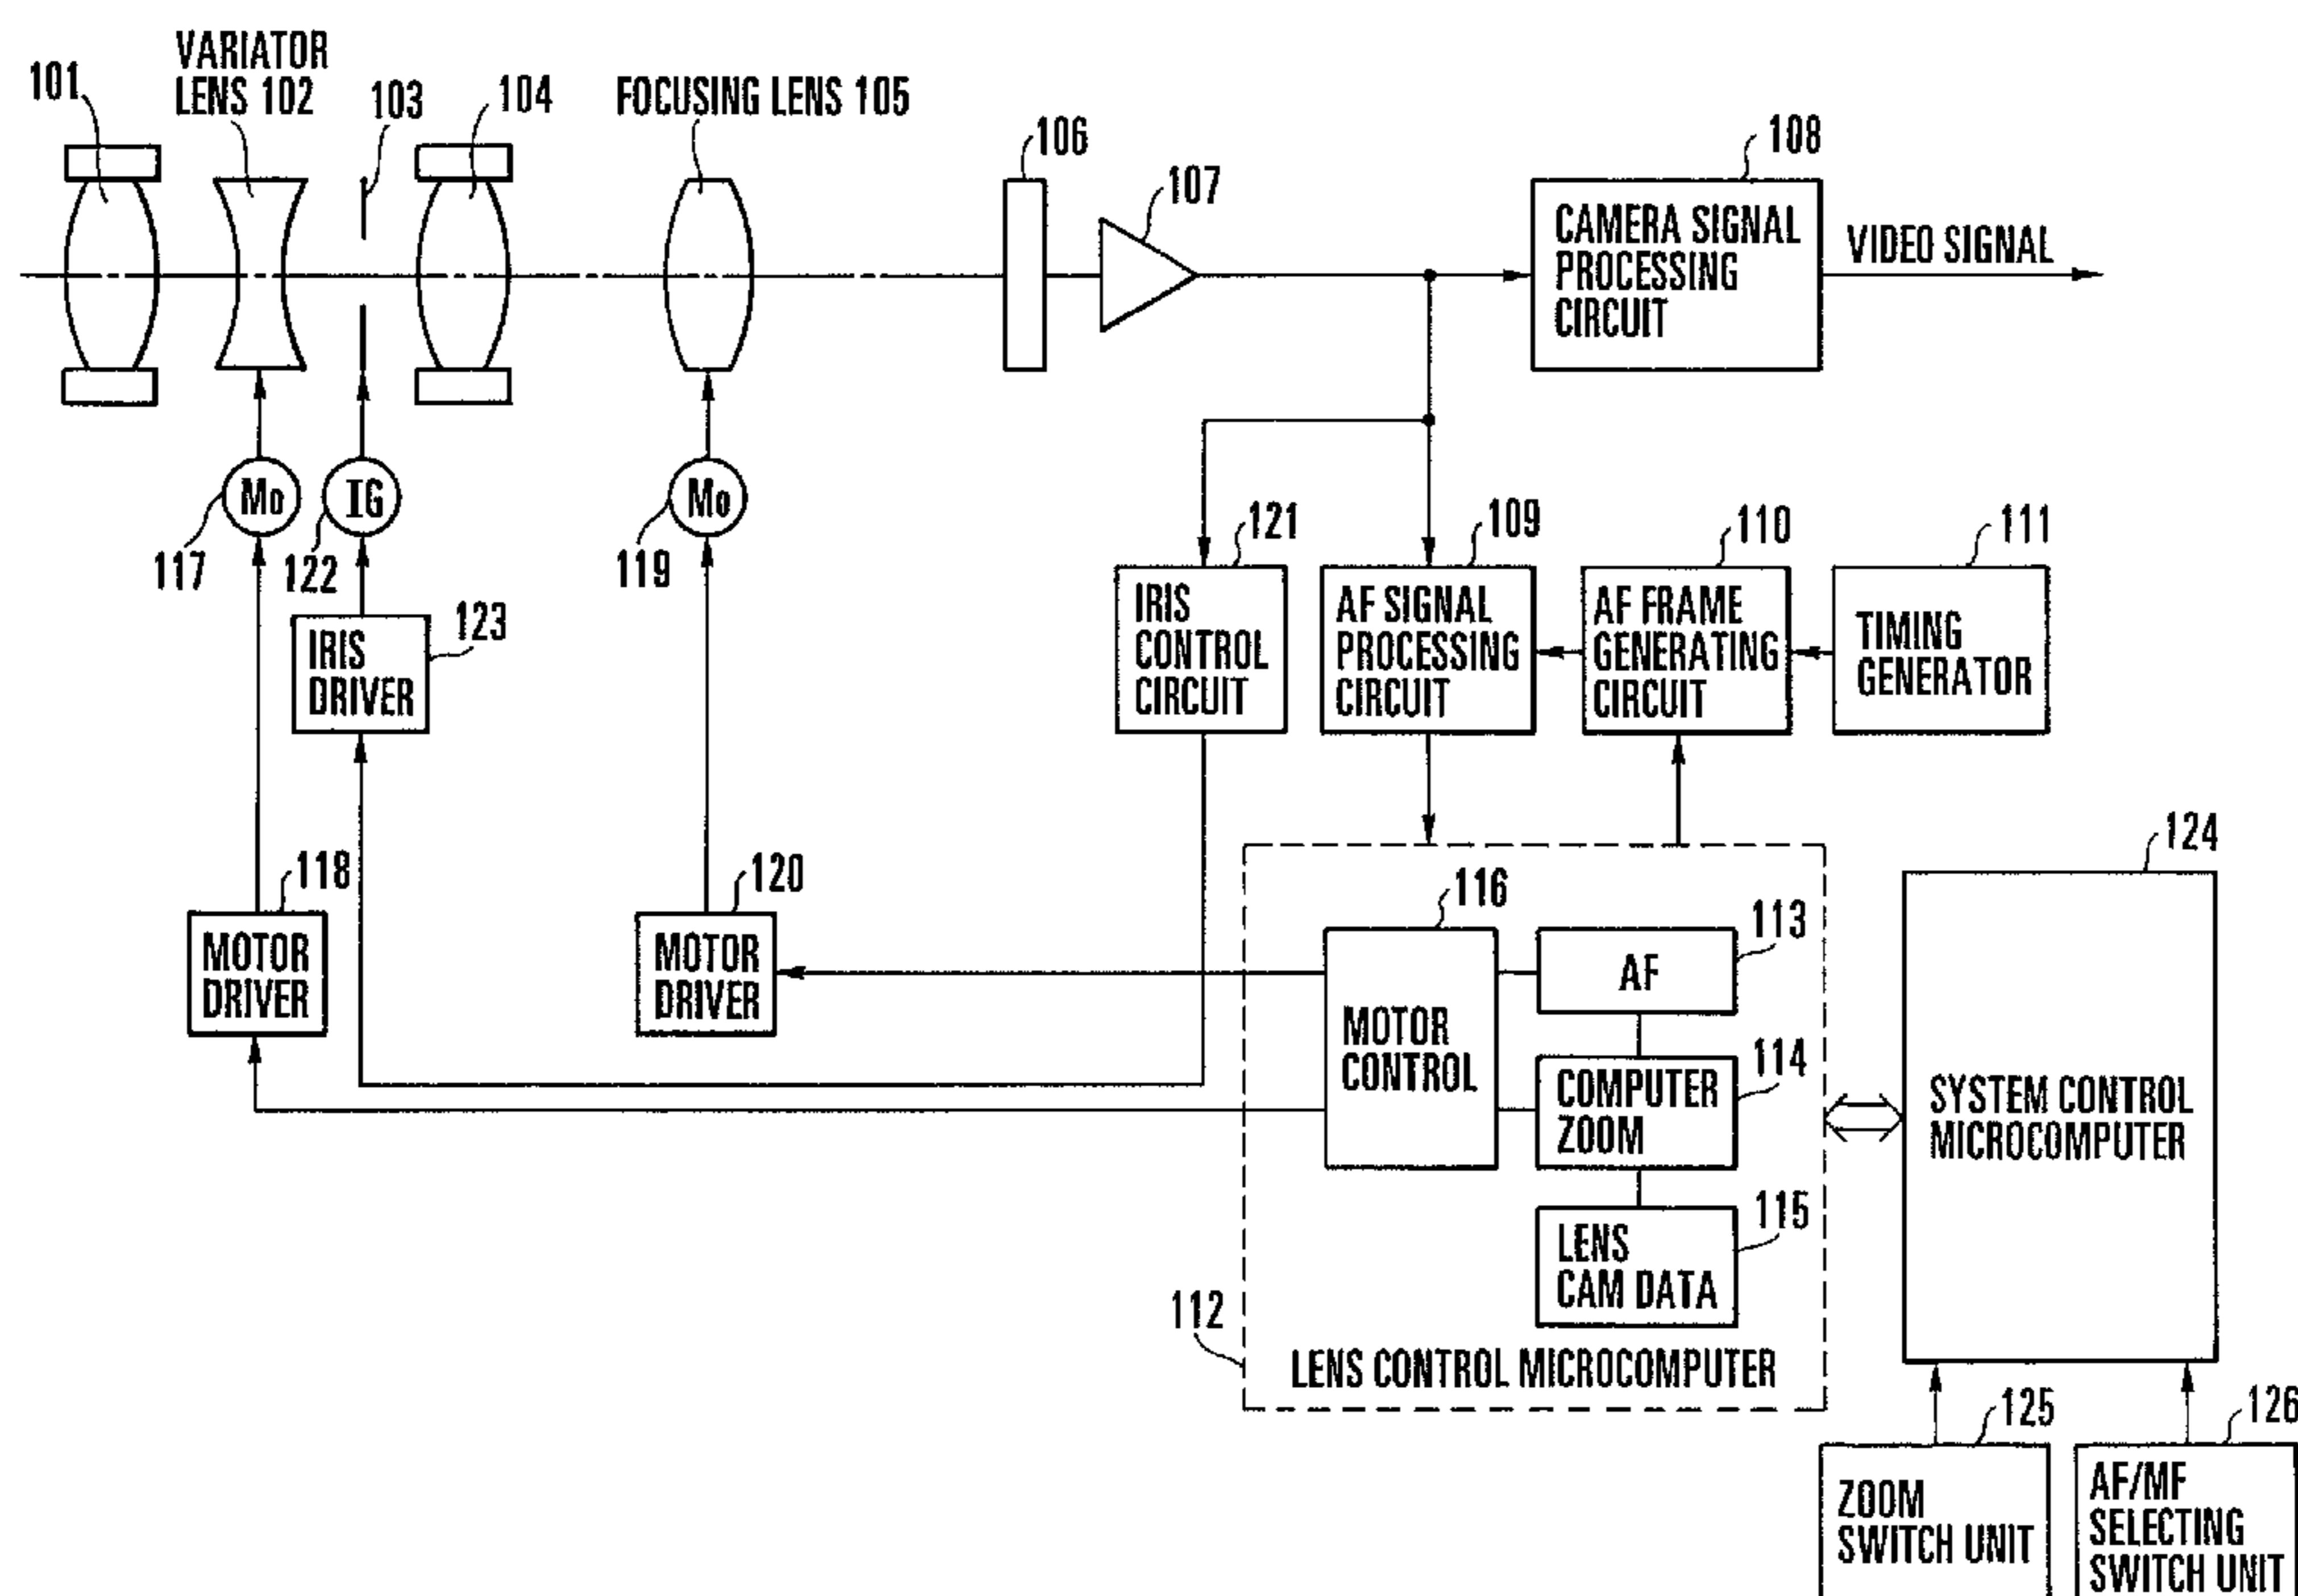 VARIATOR
LENS 102
101
103
104
FOCUSING LENS 105
106
107
108
CAMERA SIGNAL
PROCESSING
CIRCUIT
VIDEO SIGNAL
Mo
IG
Mo
117
122
119
121
109
110
111
IRIS
CONTROL
CIRCUIT
AF SIGNAL
PROCESSING
CIRCUIT
AF FRAME
GENERATING
CIRCUIT
TIMING
GENERATOR
123
IRIS
DRIVER
118
MOTOR
DRIVER
120
MOTOR
DRIVER
116
MOTOR
CONTROL
113
AF
114
COMPUTER
ZOOM
115
LENS
CAM DATA
112
LENS CONTROL MICROCOMPUTER
124
SYSTEM CONTROL
MICROCOMPUTER
125
ZOOM
SWITCH UNIT
126
AF/MF
SELECTING
SWITCH UNIT